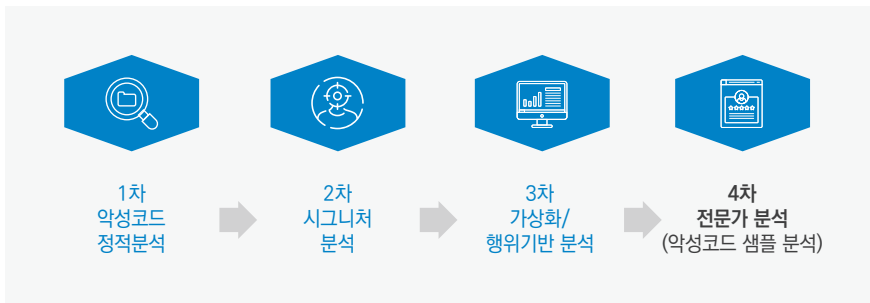 1차
악성코드
정적분석
2차
시그니처
분석
3차
가상화/
행위기반 분석
4차
전문가 분석
(악성코드 샘플 분석)